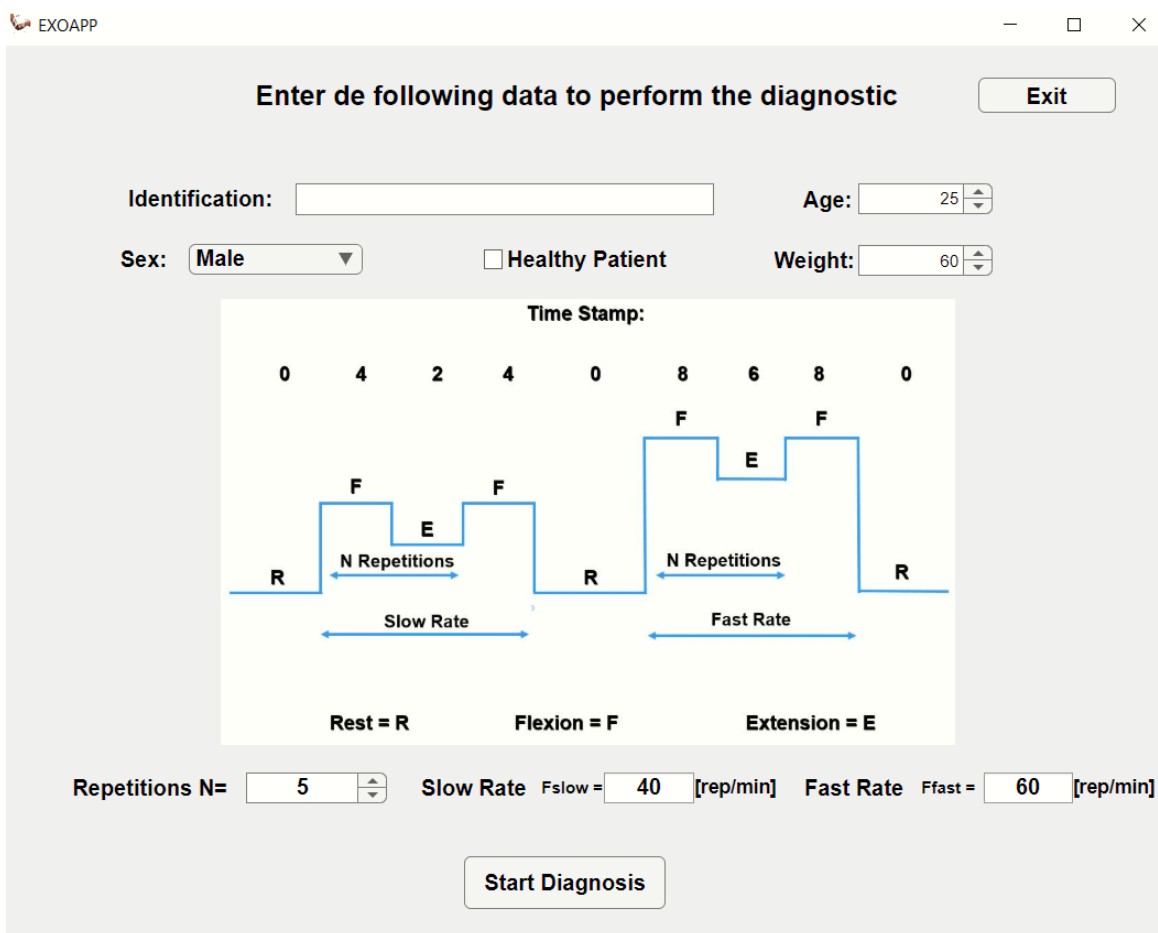 EXOAPP
Enter de following data to perform the diagnostic
Exit
Identification:
Age: 25
Sex: Male
Healthy Patient
Weight: 60
Time Stamp:
0 4 2 4 0 8 6 8 0
F F
E
F F
E
N Repetitions N Repetitions
R R R
Slow Rate Fast Rate
Rest = R Flexion = F Extension = E
Repetitions N= 5 Slow Rate Fslow = 40 [rep/min] Fast Rate Ffast = 60 [rep/min]
Start Diagnosis